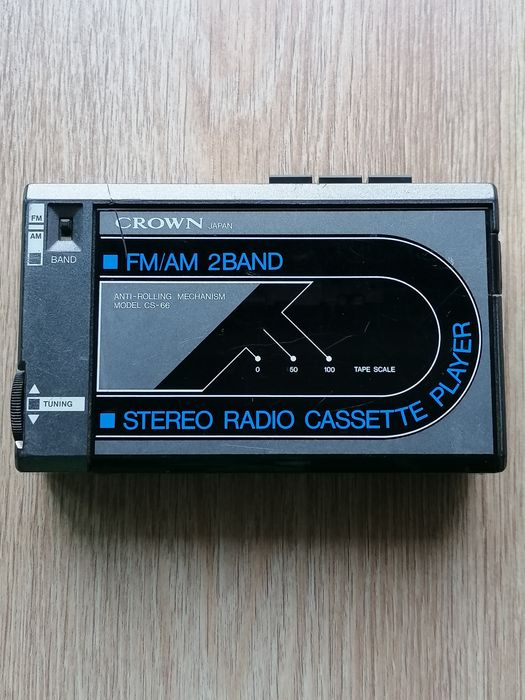 CROWN JAPAN
FM
AM
BAND
FM/AM 2BAND
ANTI-ROLLING MECHANISM
MODEL CS-66
0 50 100 TAPE SCALE
TUNING
STEREO RADIO CASSETTE PLAYER